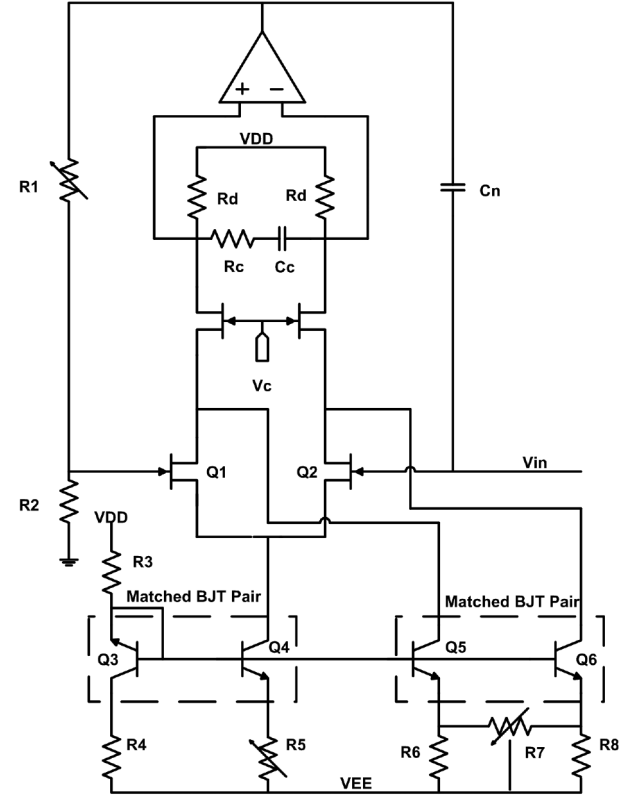 + −
VDD
R1
Rd
Rd
Cn
Rc
Cc
Vc
Q1
Q2
Vin
R2
VDD
R3
Matched BJT Pair
Matched BJT Pair
Q3
Q4
Q5
Q6
R4
R5
R6
R7
R8
VEE